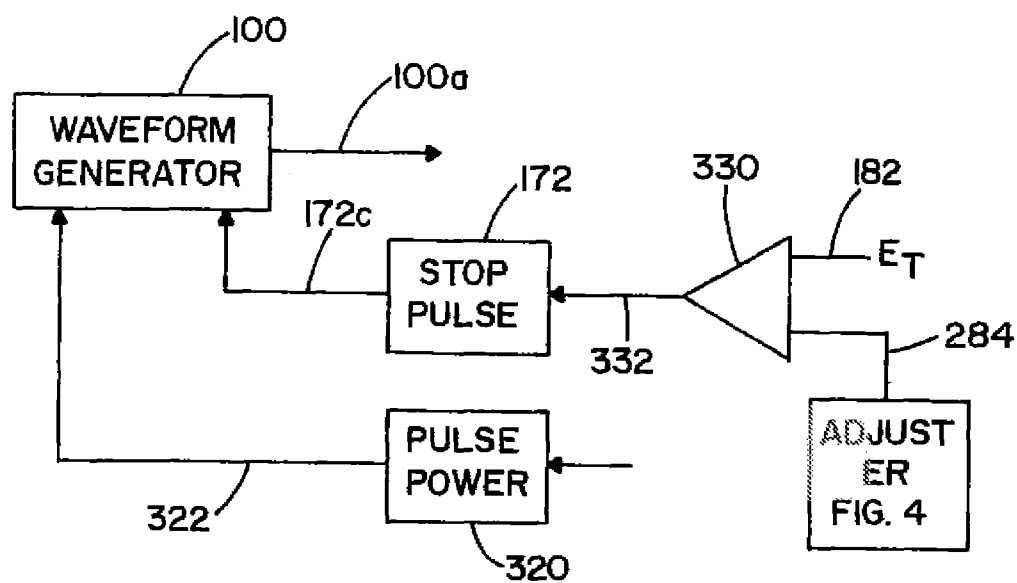 100
100a
WAVEFORM
GENERATOR
330
182
172
172c
E_T
STOP
PULSE
332
284
PULSE
POWER
ADJUST
ER
FIG. 4
322
320